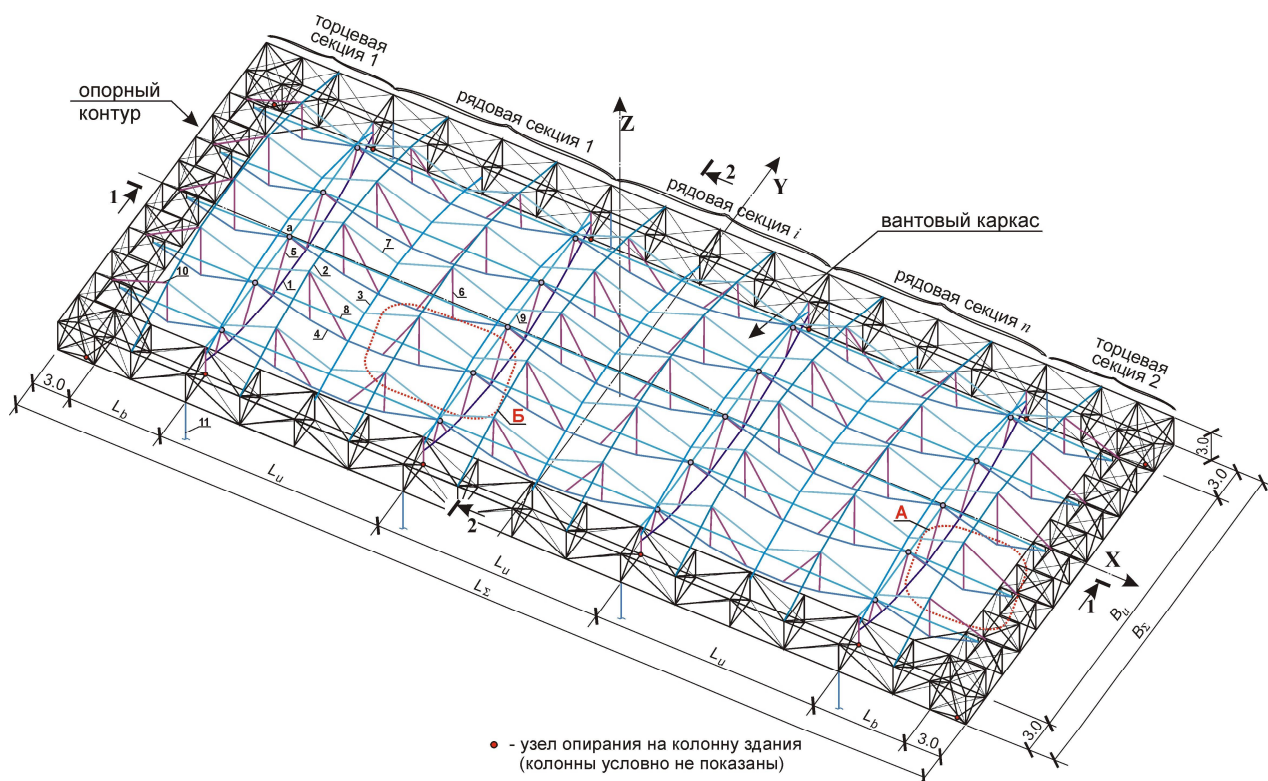 торцевая
секция 1
опорный
контур
рядовая секция 1
Z
2
Y
рядовая секция i
вантовый каркас
1
рядовая секция n
торцевая
секция 2
a
5
7
2
10
1
6
3
8
9
4
Б
11
А
X
1
2
3.0
L_b
L_u
L_u
L_Σ
L_u
L_b
3.0
3.0
3.0
3.0
B_u
B_Σ
- узел опирания на колонну здания
(колонны условно не показаны)